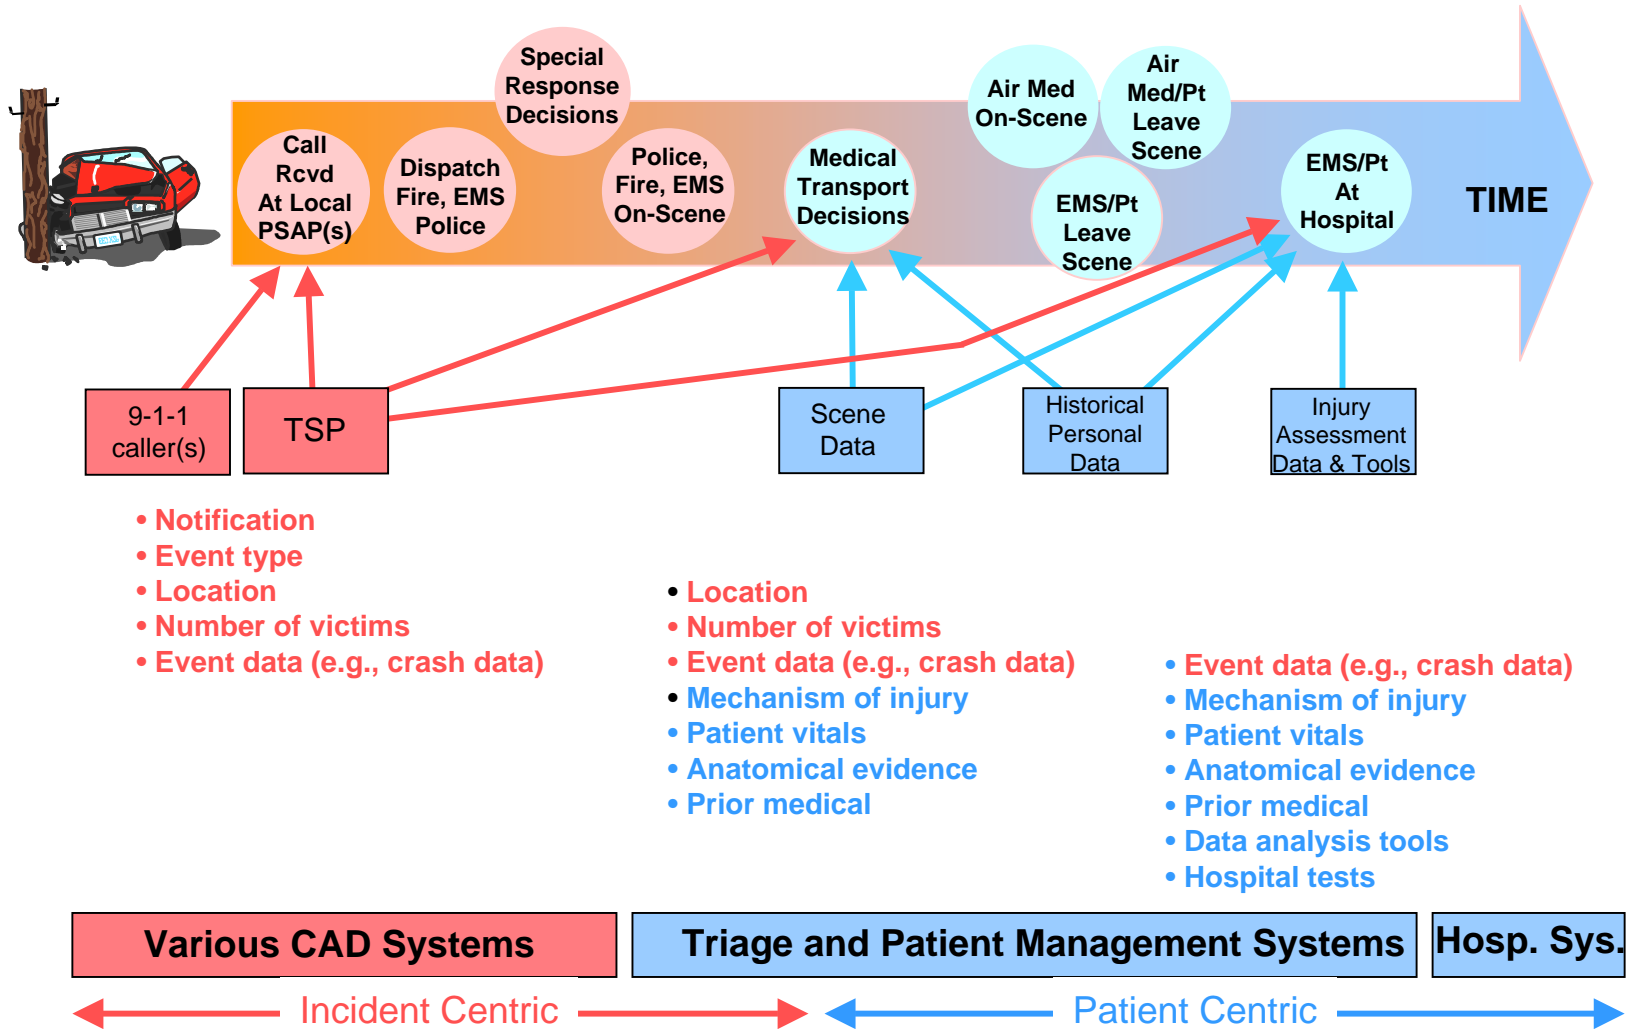 Special
Response
Decisions
Air Med
On-Scene
Air
Med/Pt
Leave
Scene
Call
Rcvd
At Local
PSAP(s)
Dispatch
Fire, EMS
Police
Police,
Fire, EMS
On-Scene
Medical
Transport
Decisions
EMS/Pt
Leave
Scene
EMS/Pt
At
Hospital
TIME
9-1-1
caller(s)
TSP
Scene
Data
Historical
Personal
Data
Injury
Assessment
Data & Tools
• Notification
• Event type
• Location
• Number of victims
• Event data (e.g., crash data)
• Location
• Number of victims
• Event data (e.g., crash data)
• Mechanism of injury
• Patient vitals
• Anatomical evidence
• Prior medical
• Event data (e.g., crash data)
• Mechanism of injury
• Patient vitals
• Anatomical evidence
• Prior medical
• Data analysis tools
• Hospital tests
Various CAD Systems
Triage and Patient Management Systems
Hosp. Sys.
Incident Centric
Patient Centric